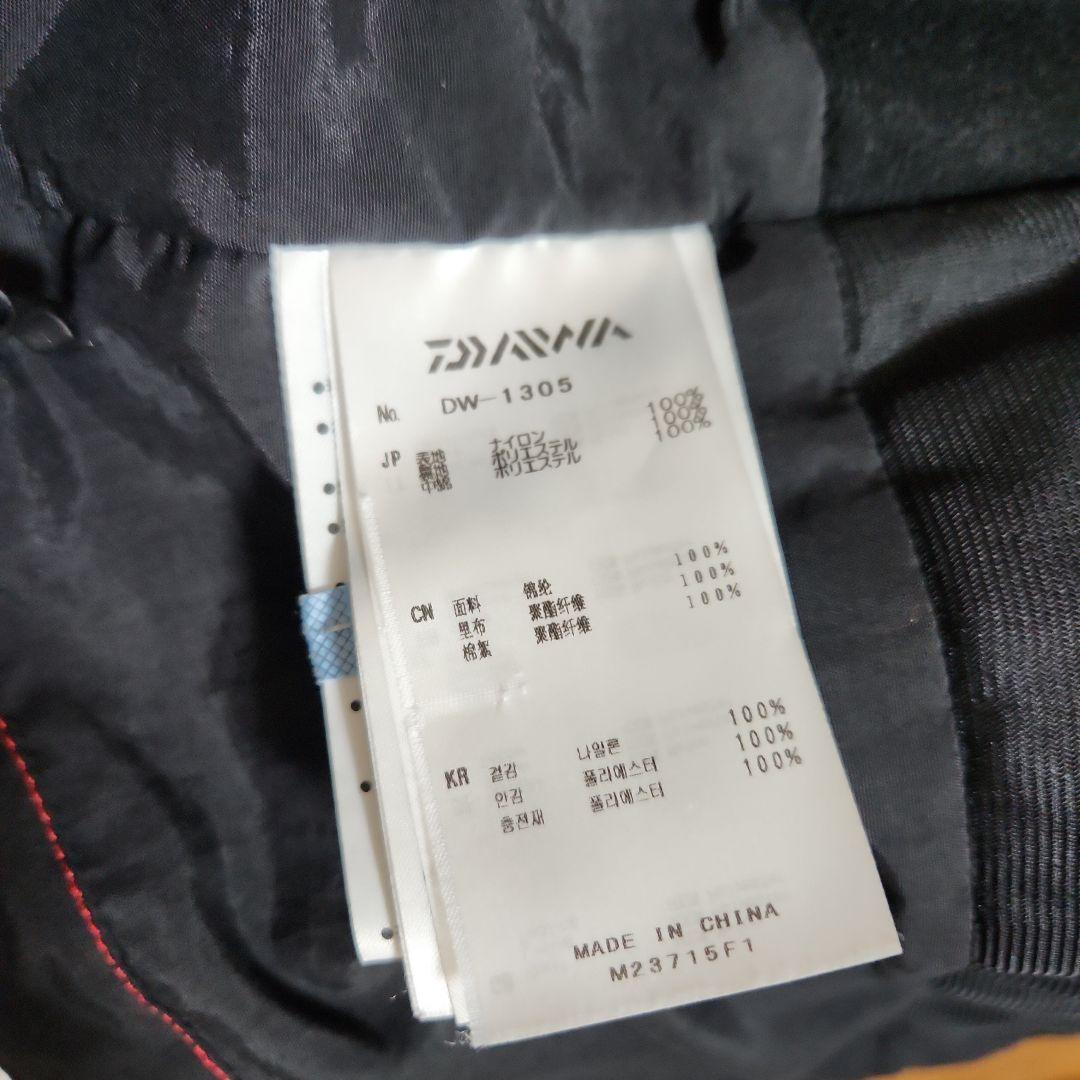 DAIWA
No. DW-1305
JP 表地 ナイロン 100%
裏地 ポリエステル 100%
中綿 ポリエステル 100%
CN 面料 锦纶 100%
里布 聚酯纤维 100%
棉絮 聚酯纤维 100%
KR 겉감 나일론 100%
안감 폴리에스터 100%
충전재 폴리에스터 100%
MADE IN CHINA
M23715F1